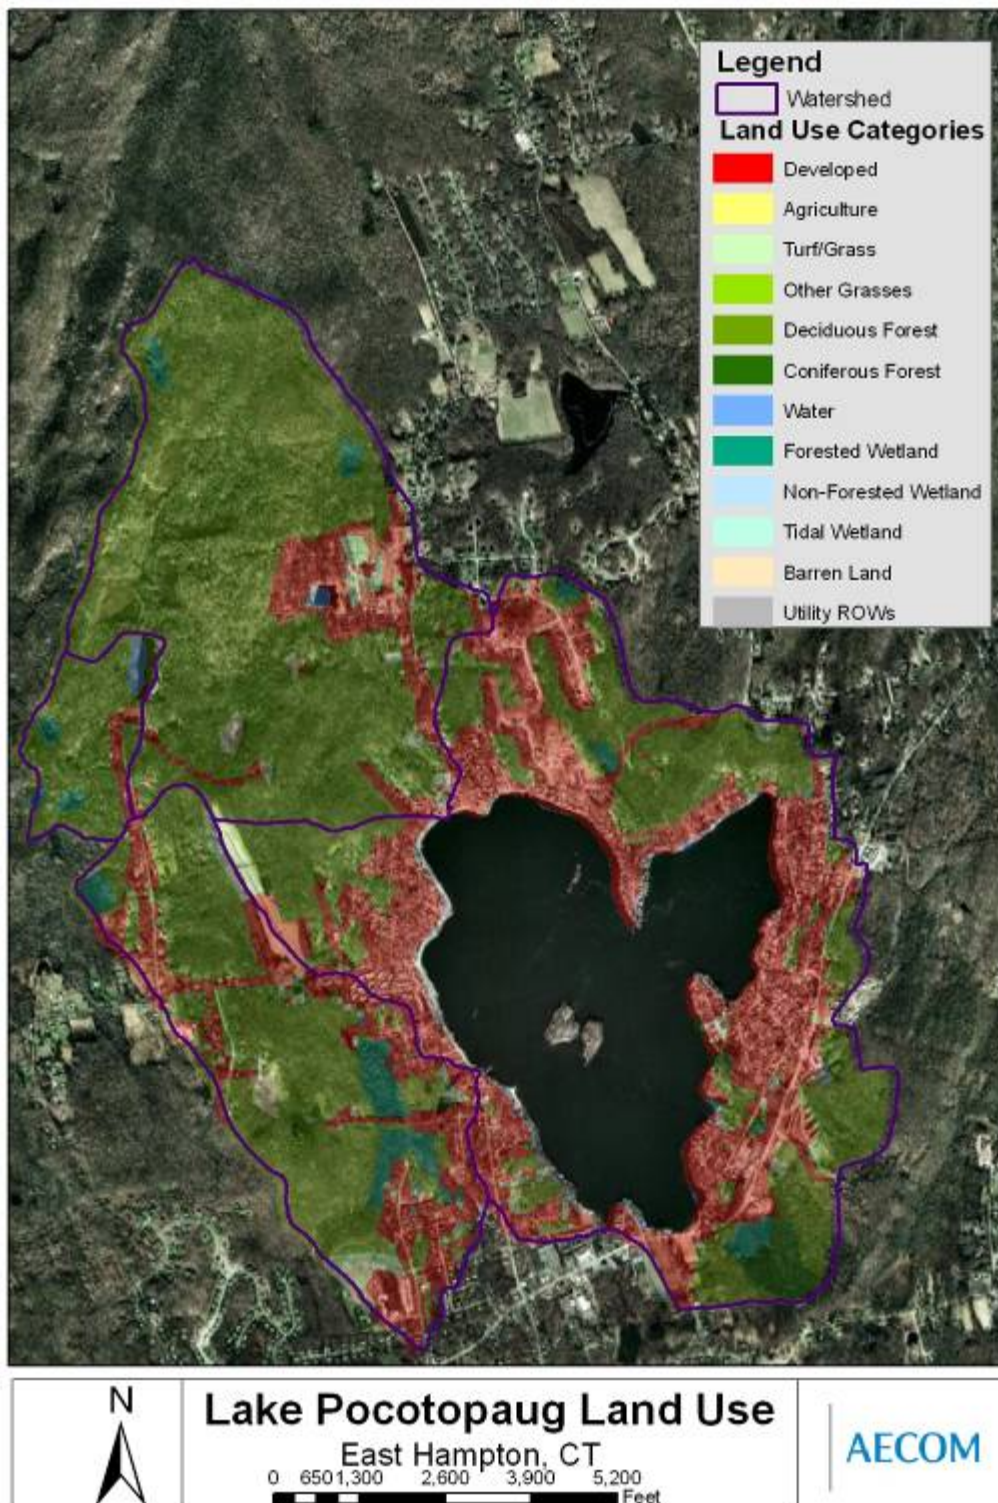 Legend
Watershed
Land Use Categories
Developed
Agriculture
Turf/Grass
Other Grasses
Deciduous Forest
Coniferous Forest
Water
Forested Wetland
Non-Forested Wetland
Tidal Wetland
Barren Land
Utility ROWs
N
Lake Pocotopaug Land Use
East Hampton, CT
0 650 1,300 2,600 3,900 5,200
Feet
AECOM